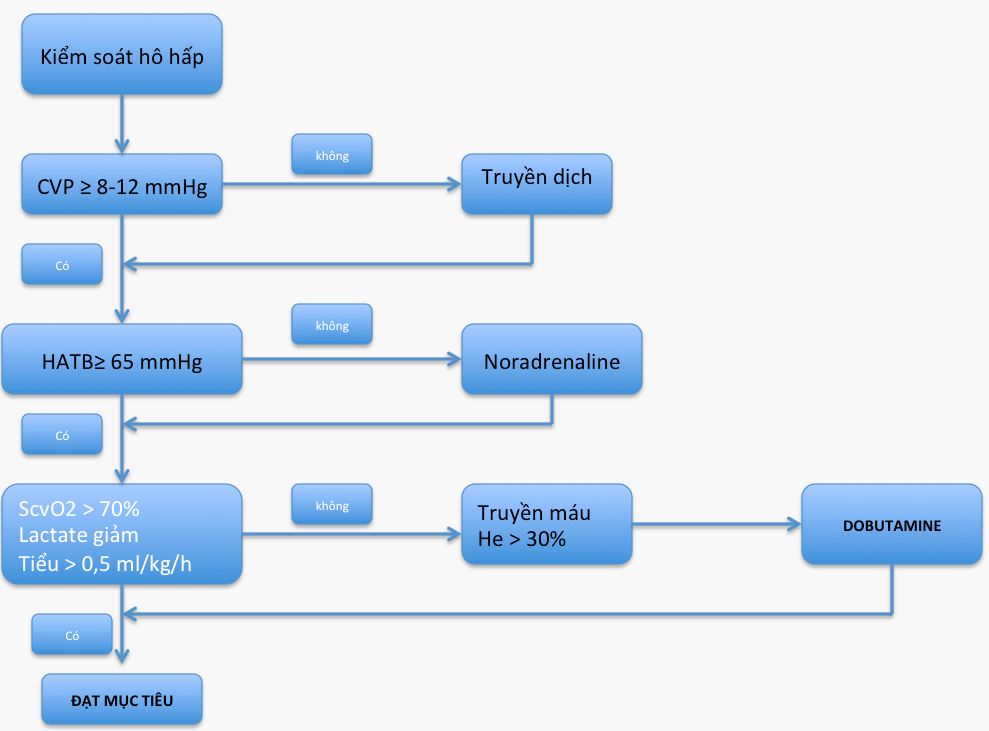 Kiểm soát hô hấp
không
CVP ≥ 8-12 mmHg
Truyền dịch
Có
không
HATB≥ 65 mmHg
Noradrenaline
Có
không
ScvO2 > 70%
Lactate giảm
Tiểu > 0,5 ml/kg/h
Truyền máu
He > 30%
DOBUTAMINE
Có
ĐẠT MỤC TIÊU